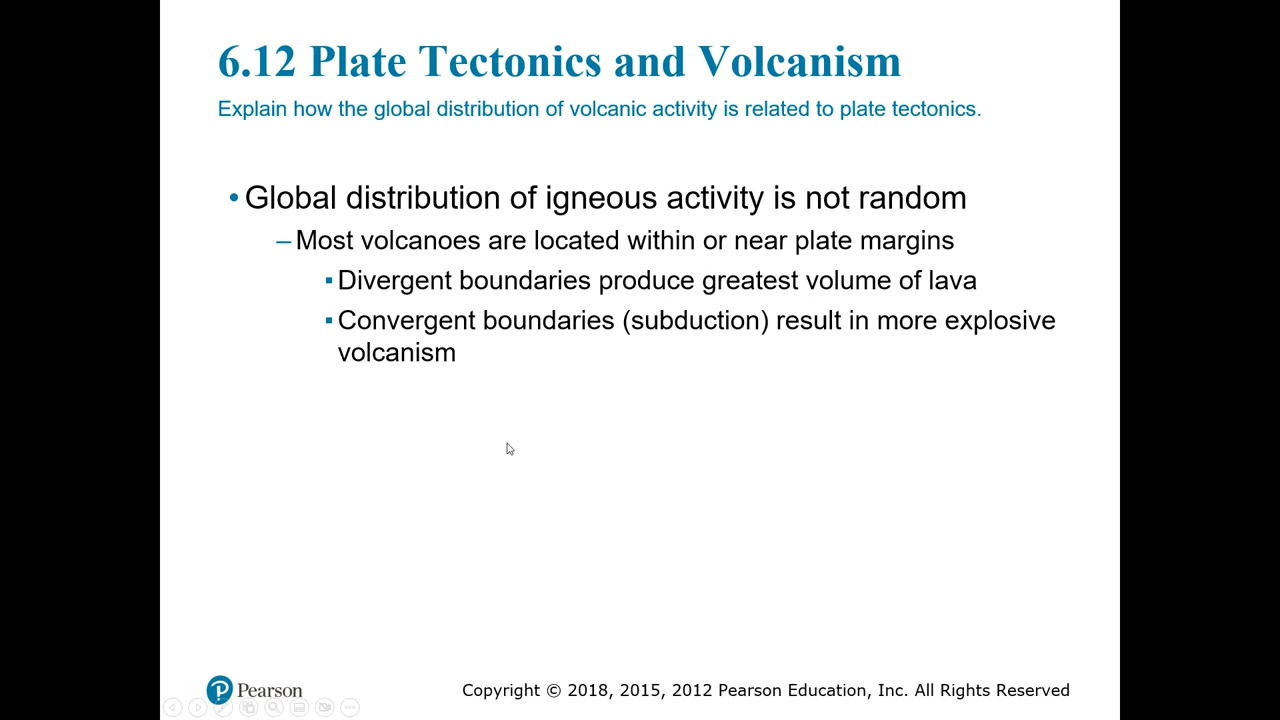 6.12 Plate Tectonics and Volcanism
Explain how the global distribution of volcanic activity is related to plate tectonics.
• Global distribution of igneous activity is not random
– Most volcanoes are located within or near plate margins
▪ Divergent boundaries produce greatest volume of lava
▪ Convergent boundaries (subduction) result in more explosive
volcanism
P Pearson
Copyright © 2018, 2015, 2012 Pearson Education, Inc. All Rights Reserved